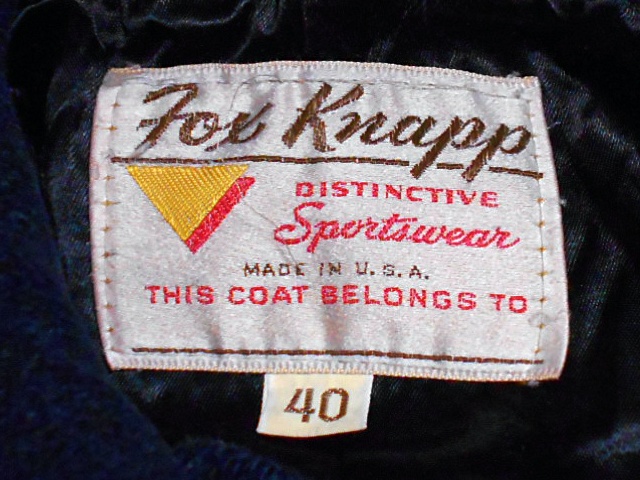 Fox Knapp
DISTINCTIVE
Sportswear
MADE IN U.S.A.
THIS COAT BELONGS TO
40